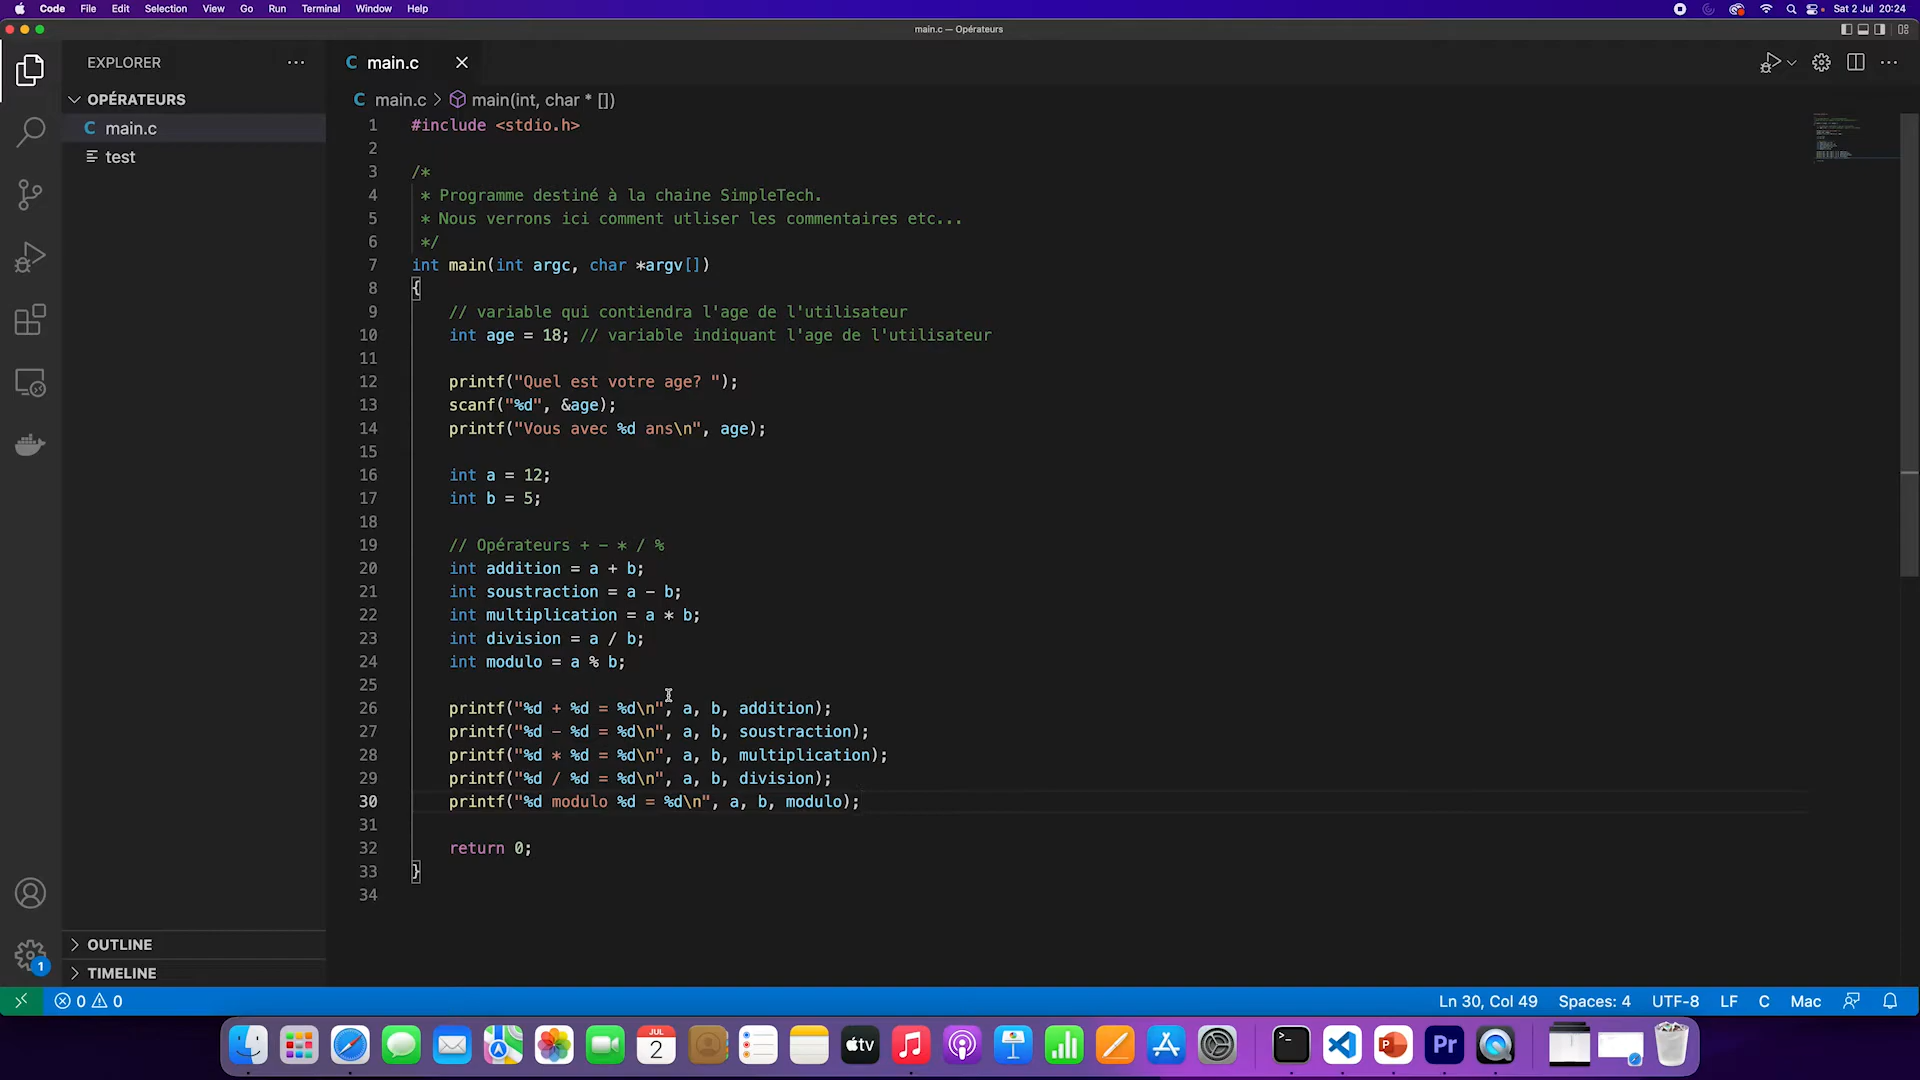 Code File Edit Selection View Go Run Terminal Window Help Sat 2 Jul 20:24
main.c — Opérateurs
EXPLORER
OPÉRATEURS
main.c
test
OUTLINE
TIMELINE
main.c
main.c > main(int, char * [])
1 #include <stdio.h>
2
3 /*
4 * Programme destiné à la chaine SimpleTech.
5 * Nous verrons ici comment utliser les commentaires etc...
6 */
7 int main(int argc, char *argv[])
8 {
9 // variable qui contiendra l'age de l'utilisateur
10 int age = 18; // variable indiquant l'age de l'utilisateur
11
12 printf("Quel est votre age? ");
13 scanf("%d", &age);
14 printf("Vous avec %d ans\n", age);
15
16 int a = 12;
17 int b = 5;
18
19 // Opérateurs + - * / %
20 int addition = a + b;
21 int soustraction = a - b;
22 int multiplication = a * b;
23 int division = a / b;
24 int modulo = a % b;
25
26 printf("%d + %d = %d\n", a, b, addition);
27 printf("%d - %d = %d\n", a, b, soustraction);
28 printf("%d * %d = %d\n", a, b, multiplication);
29 printf("%d / %d = %d\n", a, b, division);
30 printf("%d modulo %d = %d\n", a, b, modulo);
31
32 return 0;
33 }
34
1
0 0 Ln 30, Col 49 Spaces: 4 UTF-8 LF C Mac
JUL
2
tv
Pr